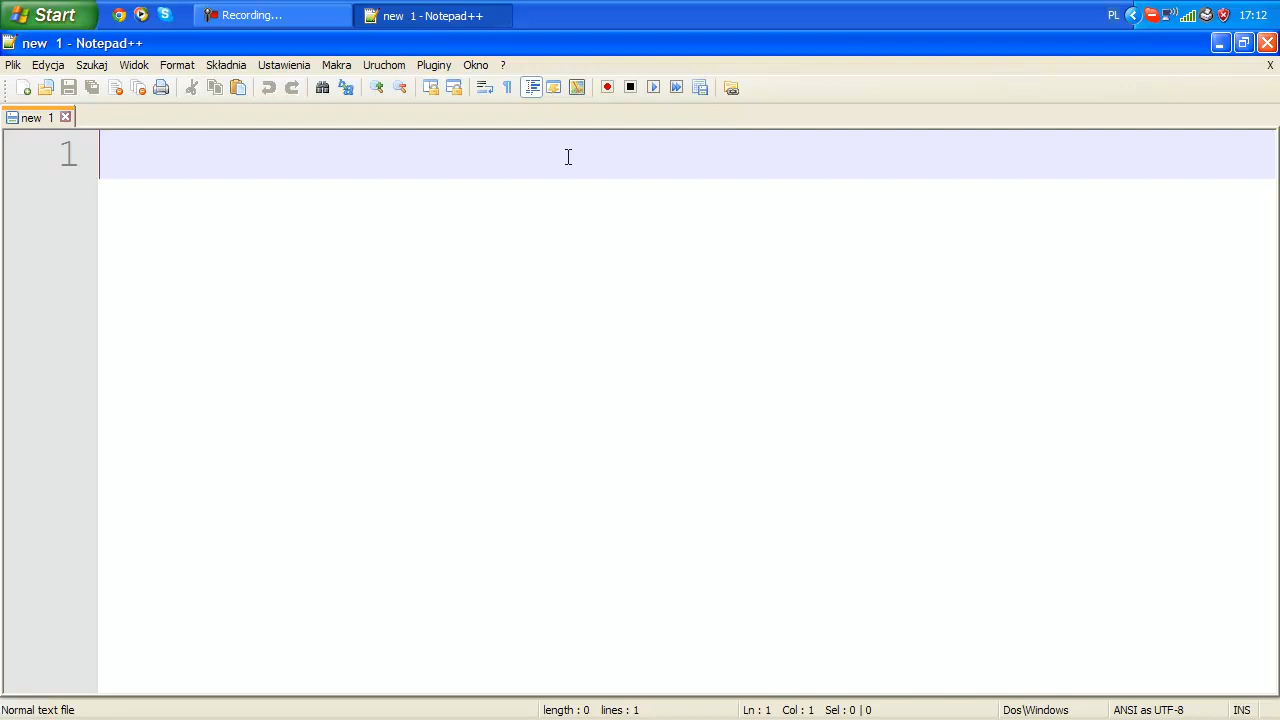 Start Recording... new 1 - Notepad++ PL 17:12
new 1 - Notepad++
Plik Edycja Szukaj Widok Format Składnia Ustawienia Makra Uruchom Pluginy Okno ? X
new 1
1
Normal text file length : 0 lines : 1 Ln : 1 Col : 1 Sel : 0 | 0 Dos\Windows ANSI as UTF-8 INS